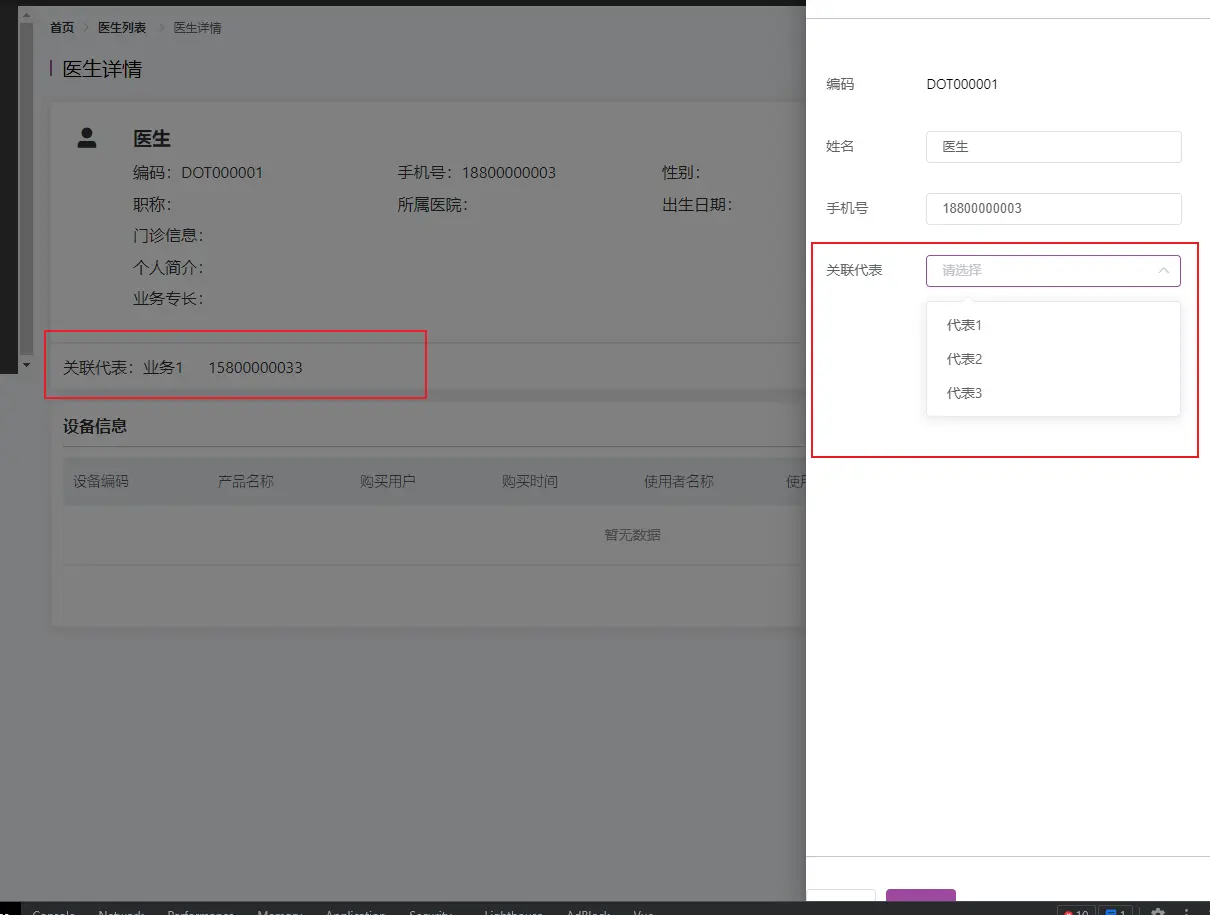 首页 > 医生列表 > 医生详情
医生详情
医生
编码：DOT000001 手机号：18800000003 性别：
职称： 所属医院： 出生日期：
门诊信息：
个人简介：
业务专长：
关联代表：业务1 15800000033
设备信息
设备编码 产品名称 购买用户 购买时间 使用者名称 使用
暂无数据
编码 DOT000001
姓名 医生
手机号 18800000003
关联代表 请选择
代表1
代表2
代表3
Console Network Performance Memory Application Security Lighthouse AdBlock Vue 10 1